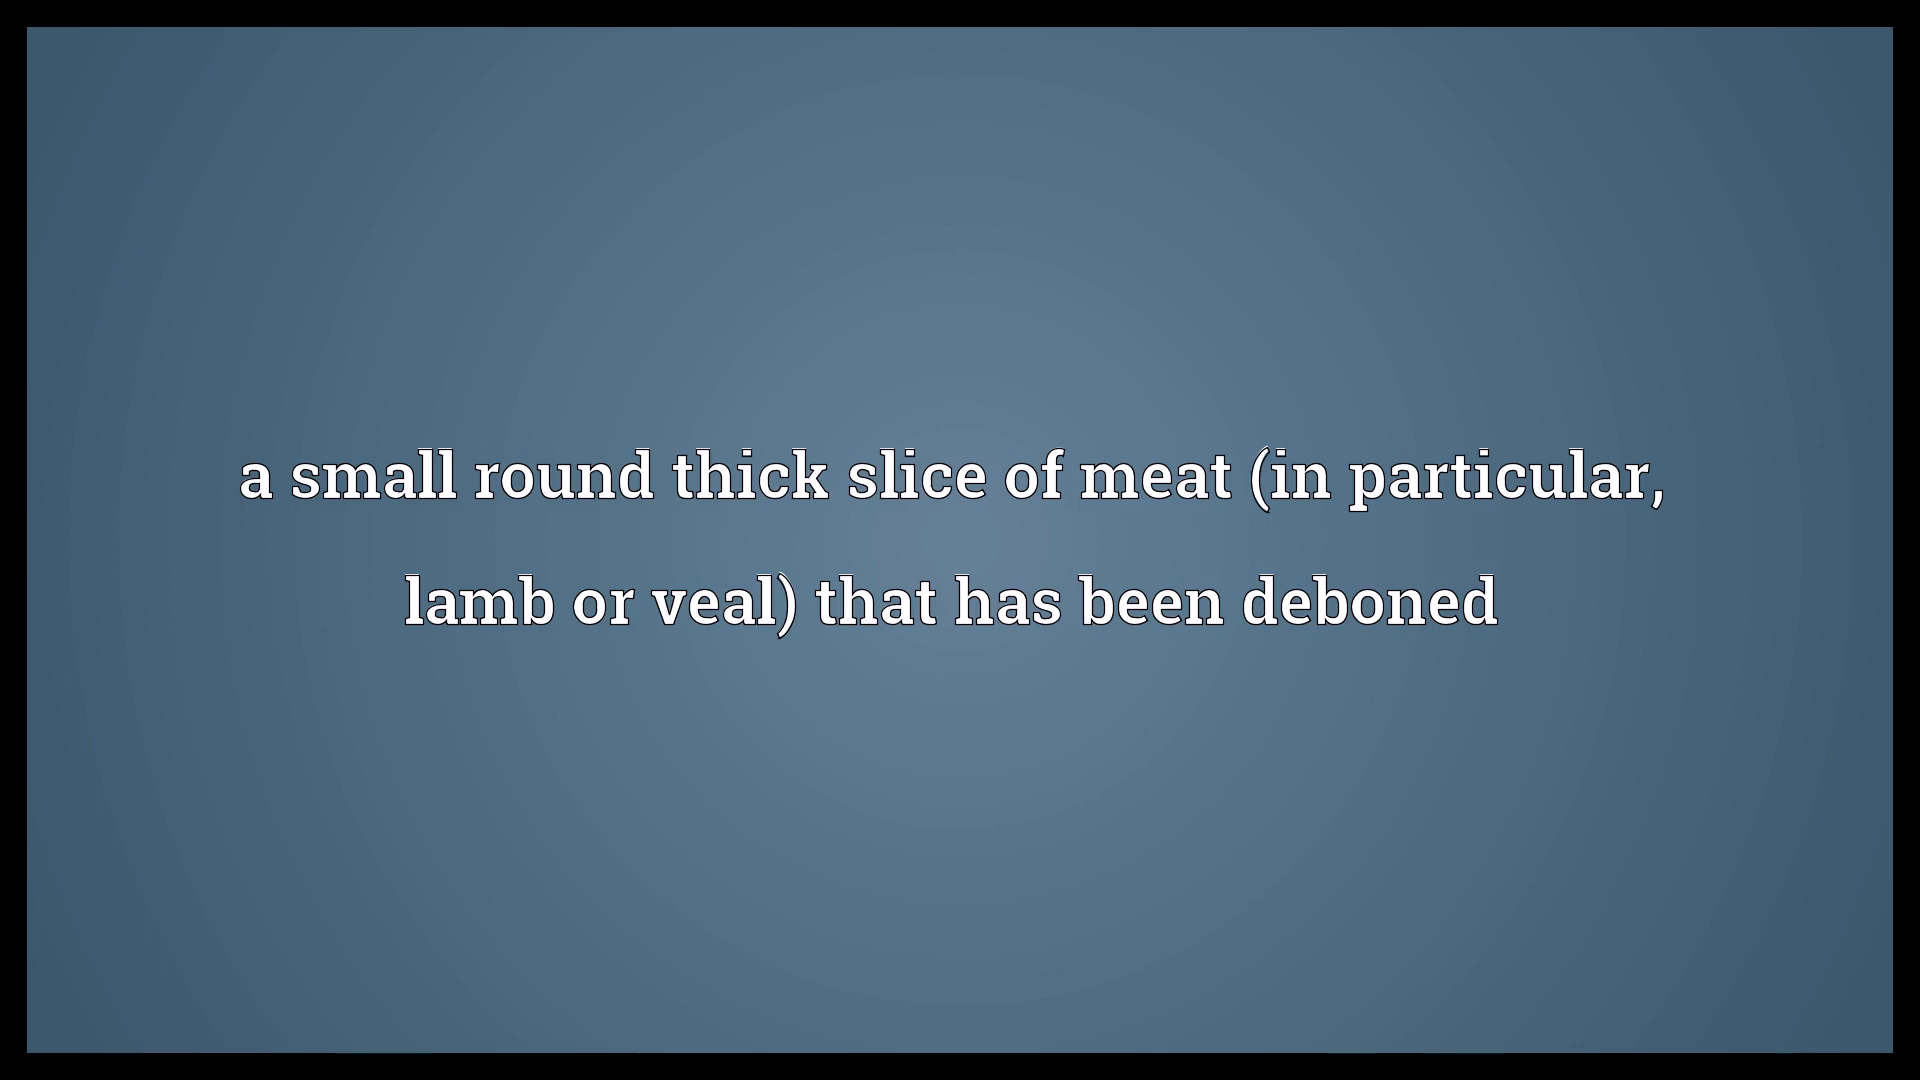 a small round thick slice of meat (in particular,
lamb or veal) that has been deboned